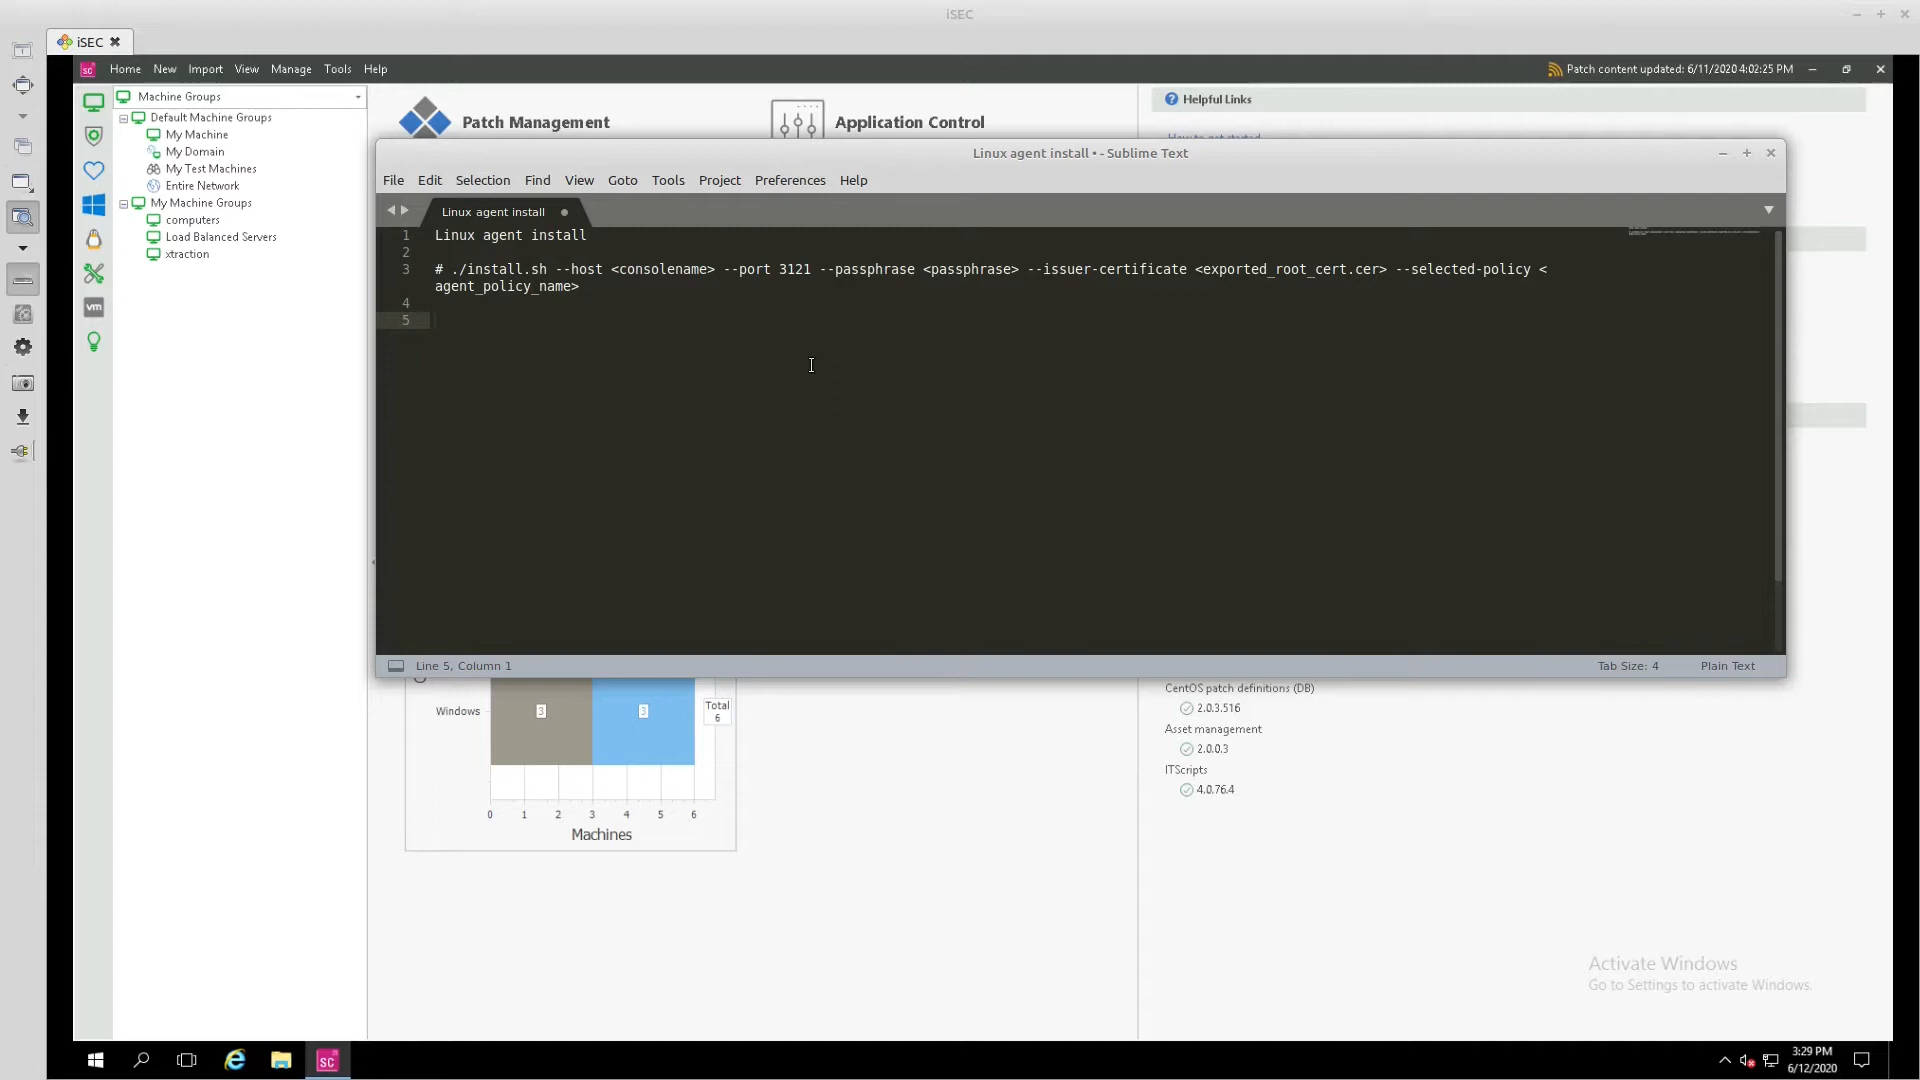 iSEC
iSEC
Home New Import View Manage Tools Help
Patch content updated: 6/11/2020 4:02:25 PM
Machine Groups
Default Machine Groups
My Machine
My Domain
My Test Machines
Entire Network
My Machine Groups
computers
Load Balanced Servers
xtraction
Patch Management
Application Control
Helpful Links
Linux agent install • - Sublime Text
File Edit Selection Find View Goto Tools Project Preferences Help
Linux agent install
1 Linux agent install
2
3 # ./install.sh --host <consolename> --port 3121 --passphrase <passphrase> --issuer-certificate <exported_root_cert.cer> --selected-policy <
agent_policy_name>
4
5
Line 5, Column 1
Tab Size: 4
Plain Text
Windows
3
3
Total
6
0 1 2 3 4 5 6
Machines
CentOS patch definitions (DB)
2.0.3.516
Asset management
2.0.0.3
ITScripts
4.0.76.4
Activate Windows
Go to Settings to activate Windows.
vm
sc
SC
3:29 PM
6/12/2020